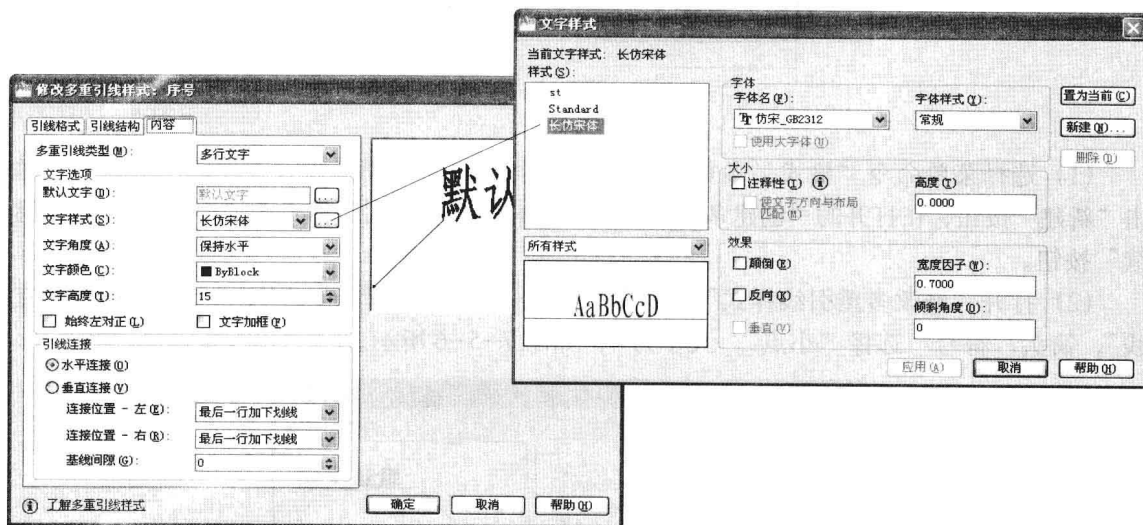 修改多重引线样式: 序号
引线格式 引线结构 内容
多重引线类型(M): 多行文字
文字选项
默认文字(D): 默认文字 ...
文字样式(S): 长仿宋体 ...
文字角度(A): 保持水平
文字颜色(C): ByBlock
文字高度(T): 15
始终左对正(L) 文字加框(F)
引线连接
水平连接(O)
垂直连接(V)
连接位置 - 左(E): 最后一行加下划线
连接位置 - 右(R): 最后一行加下划线
基线间隙(G): 0
了解多重引线样式
默认
确定 取消 帮助(H)
文字样式
当前文字样式: 长仿宋体
样式(S):
st
Standard
长仿宋体
所有样式
AaBbCcD
字体
字体名(F): 字体样式(Y):
仿宋_GB2312 常规
使用大字体(U)
大小
注释性(I) 高度(T)
使文字方向与布局 0.0000
匹配(M)
效果
颠倒(E) 宽度因子(W):
0.7000
反向(K) 倾斜角度(O):
垂直(V) 0
置为当前(C)
新建(N)...
删除(D)
应用(A) 取消 帮助(H)